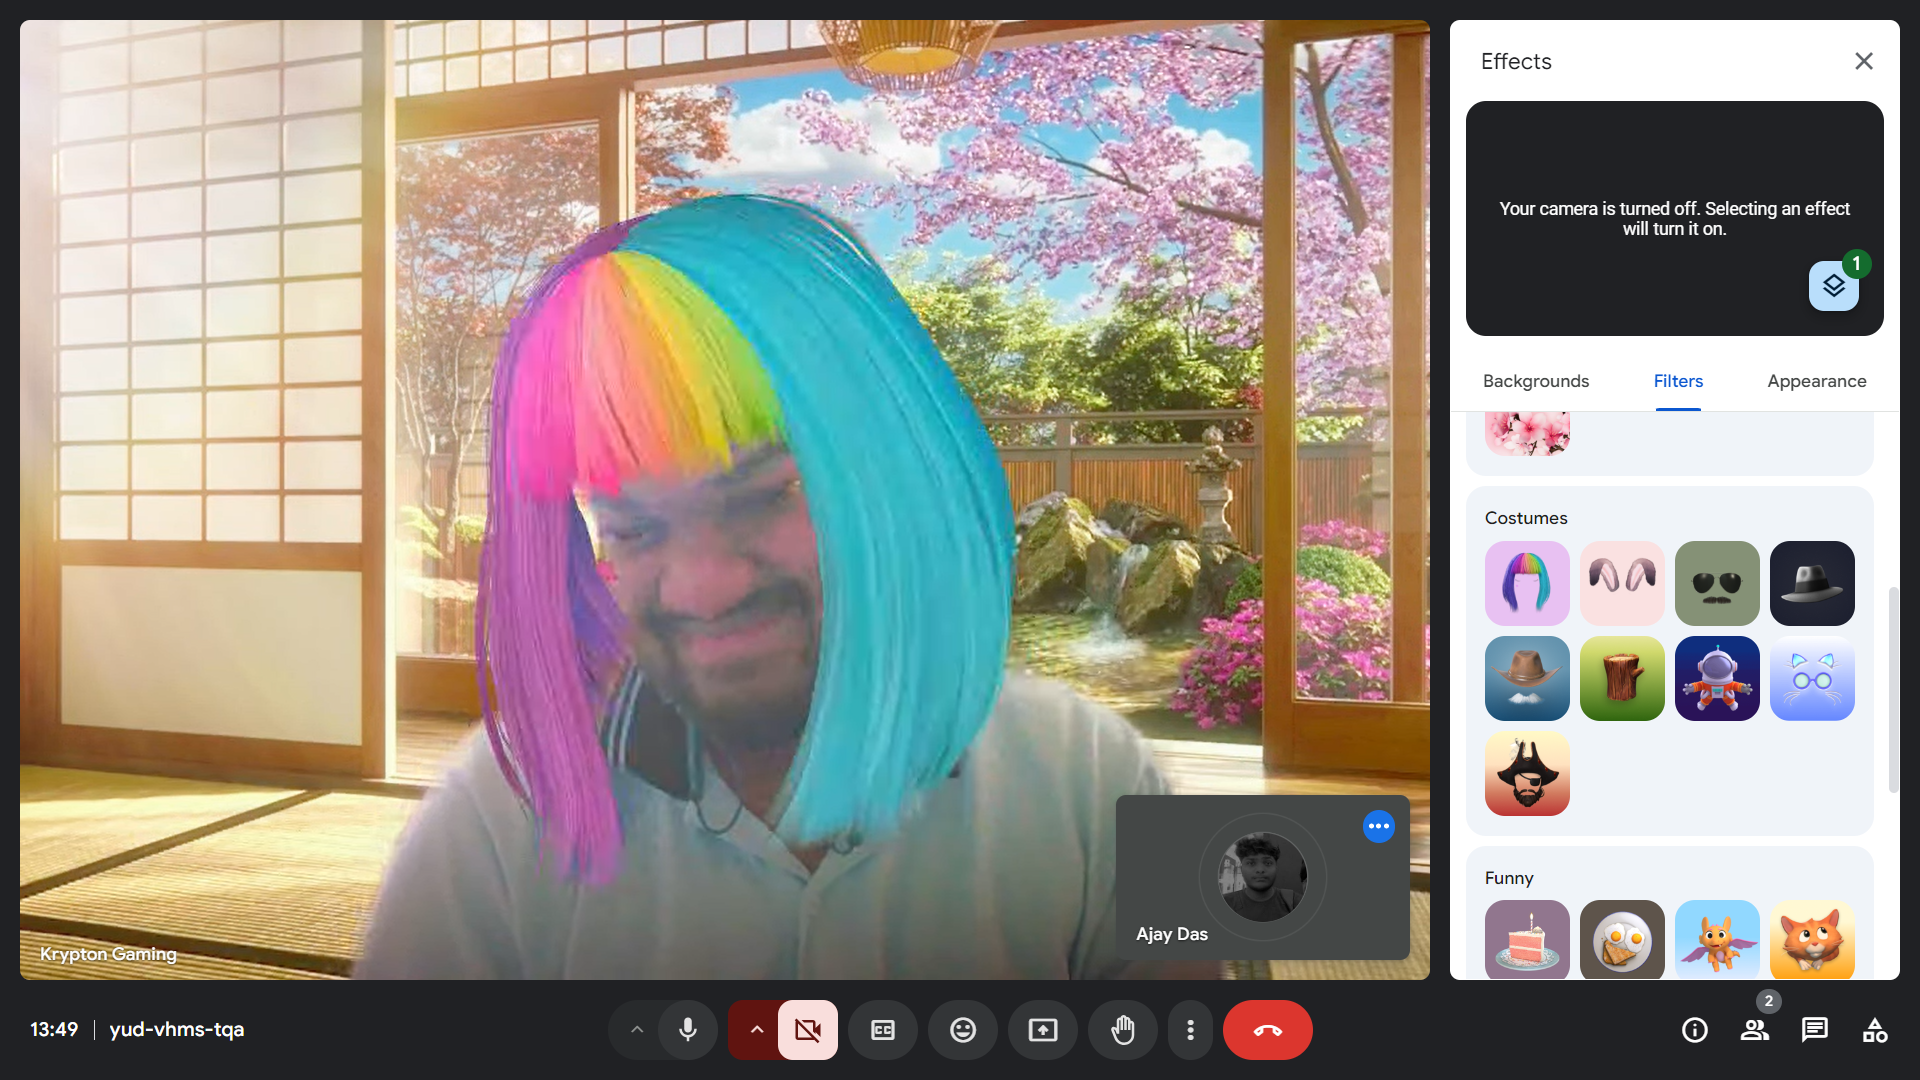 Effects
Your camera is turned off. Selecting an effect
will turn it on.
1
Backgrounds
Filters
Appearance
Costumes
Funny
Krypton Gaming
Ajay Das
13:49
yud-vhms-tqa
CC
2